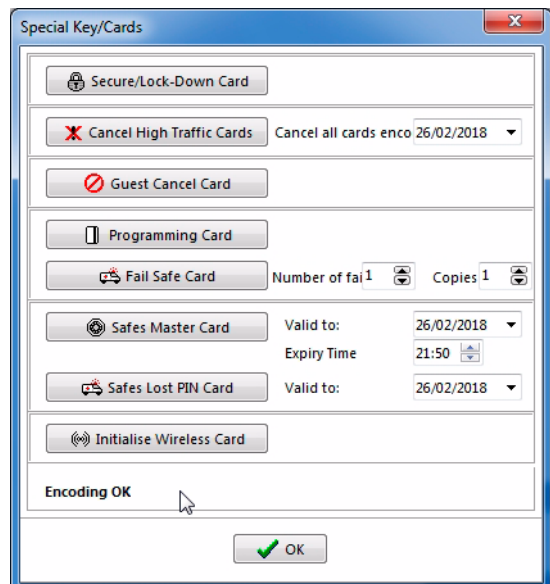 Special Key/Cards
Secure/Lock-Down Card
Cancel High Traffic Cards Cancel all cards enco 26/02/2018
Guest Cancel Card
Programming Card
Fail Safe Card Number of fai 1 Copies 1
Safes Master Card Valid to: 26/02/2018
Expiry Time 21:50
Safes Lost PIN Card Valid to: 26/02/2018
Initialise Wireless Card
Encoding OK
OK